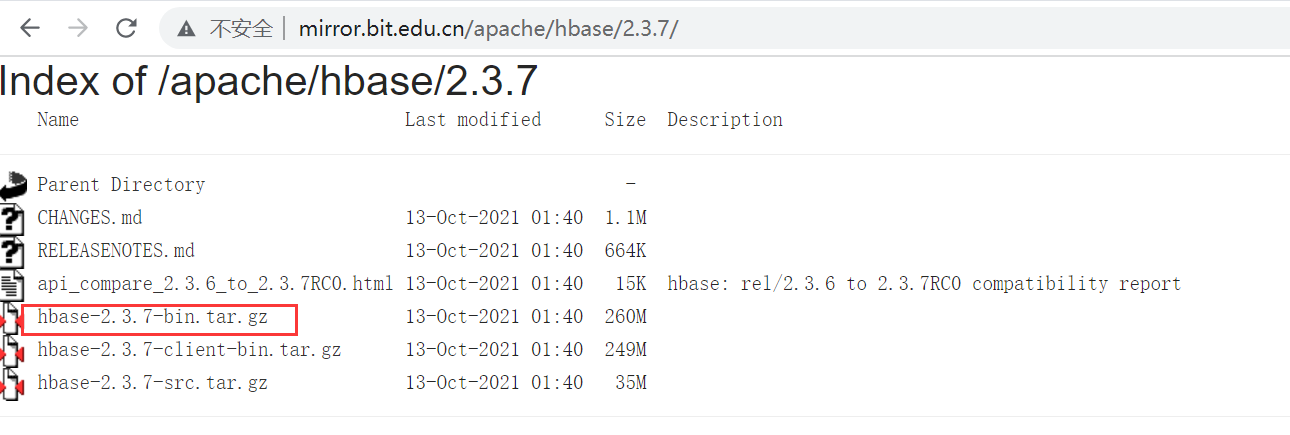 不安全 mirror.bit.edu.cn/apache/hbase/2.3.7/
Index of /apache/hbase/2.3.7
Name Last modified Size Description
Parent Directory -
CHANGES.md 13-Oct-2021 01:40 1.1M
RELEASENOTES.md 13-Oct-2021 01:40 664K
api_compare_2.3.6_to_2.3.7RC0.html 13-Oct-2021 01:40 15K hbase: rel/2.3.6 to 2.3.7RC0 compatibility report
hbase-2.3.7-bin.tar.gz 13-Oct-2021 01:40 260M
hbase-2.3.7-client-bin.tar.gz 13-Oct-2021 01:40 249M
hbase-2.3.7-src.tar.gz 13-Oct-2021 01:40 35M